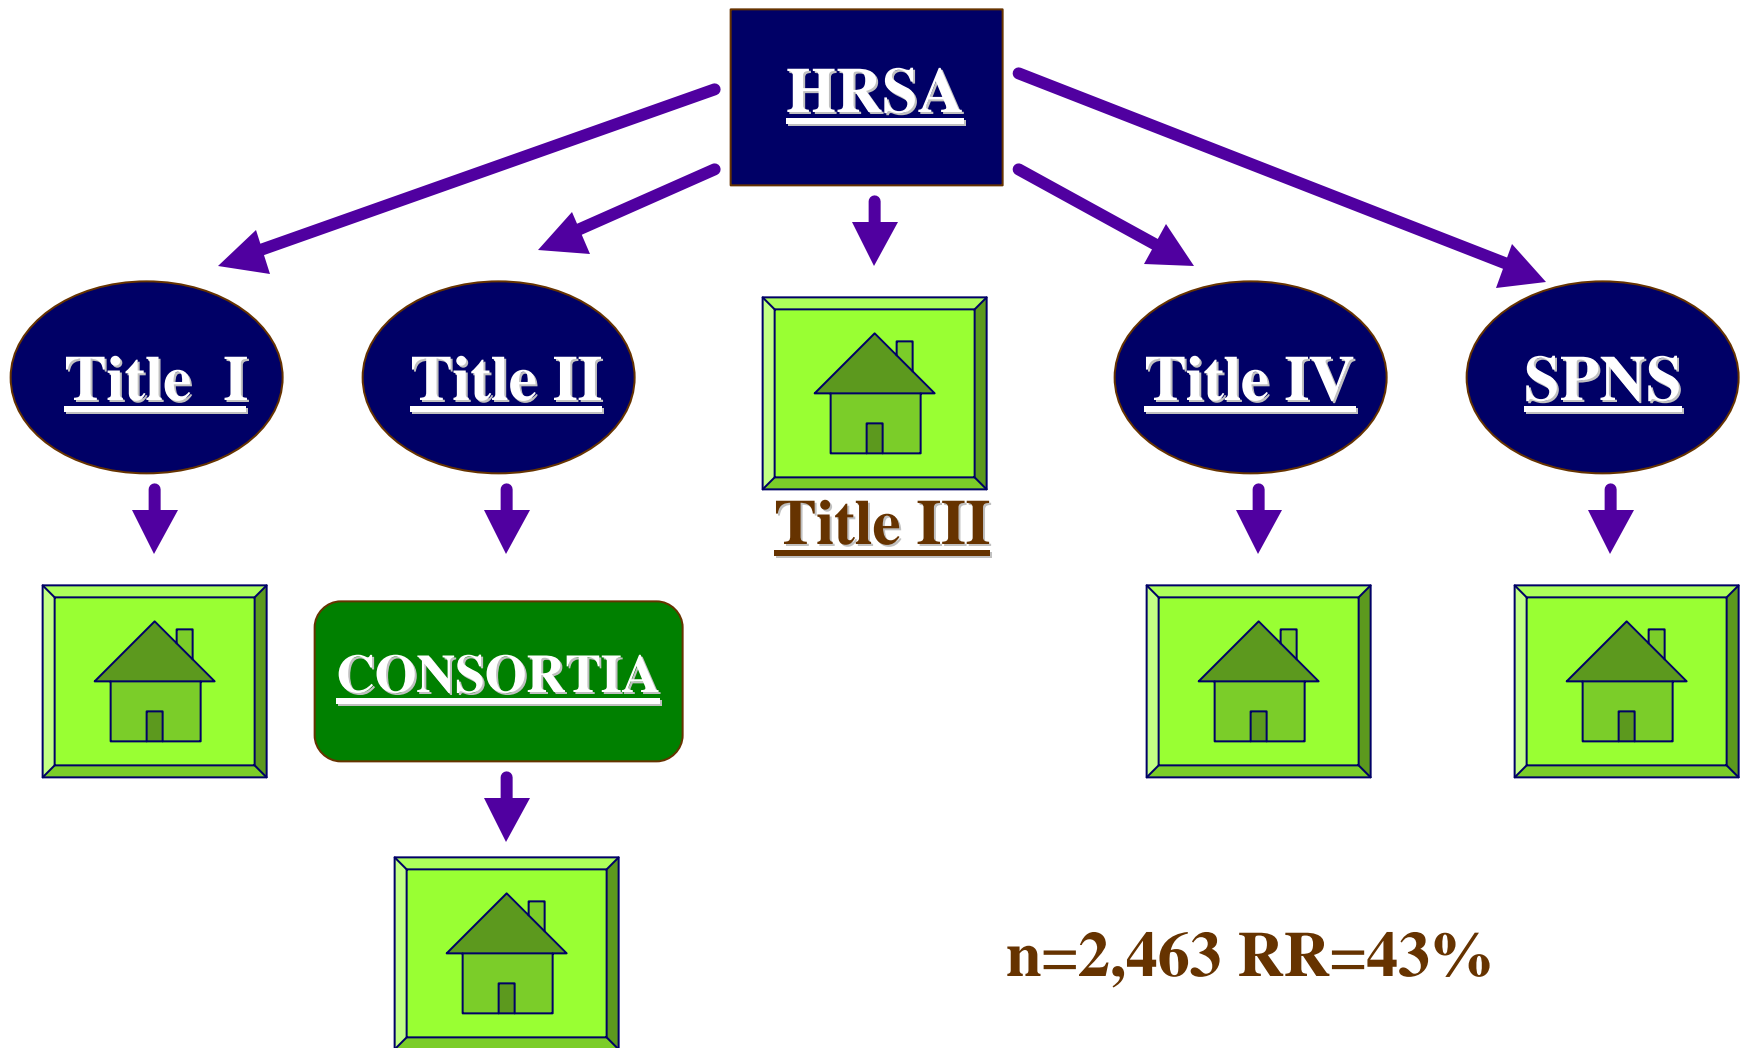 HRSA
Title I
Title II
Title IV
SPNS
Title III
CONSORTIA
n=2,463 RR=43%